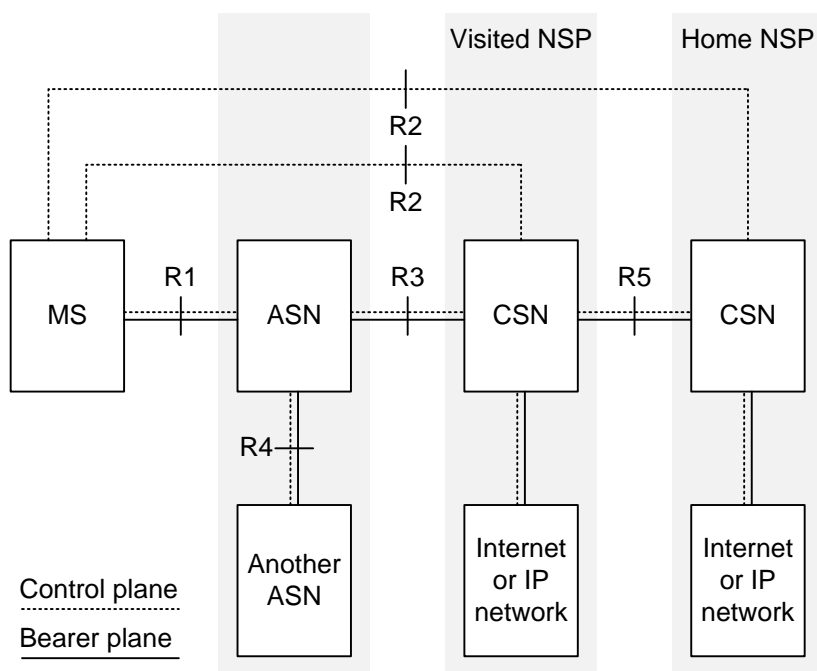 Visited NSP
Home NSP
R2
R2
R1
R3
R5
MS
ASN
CSN
CSN
R4
Another
ASN
Internet
or IP
network
Internet
or IP
network
Control plane
Bearer plane